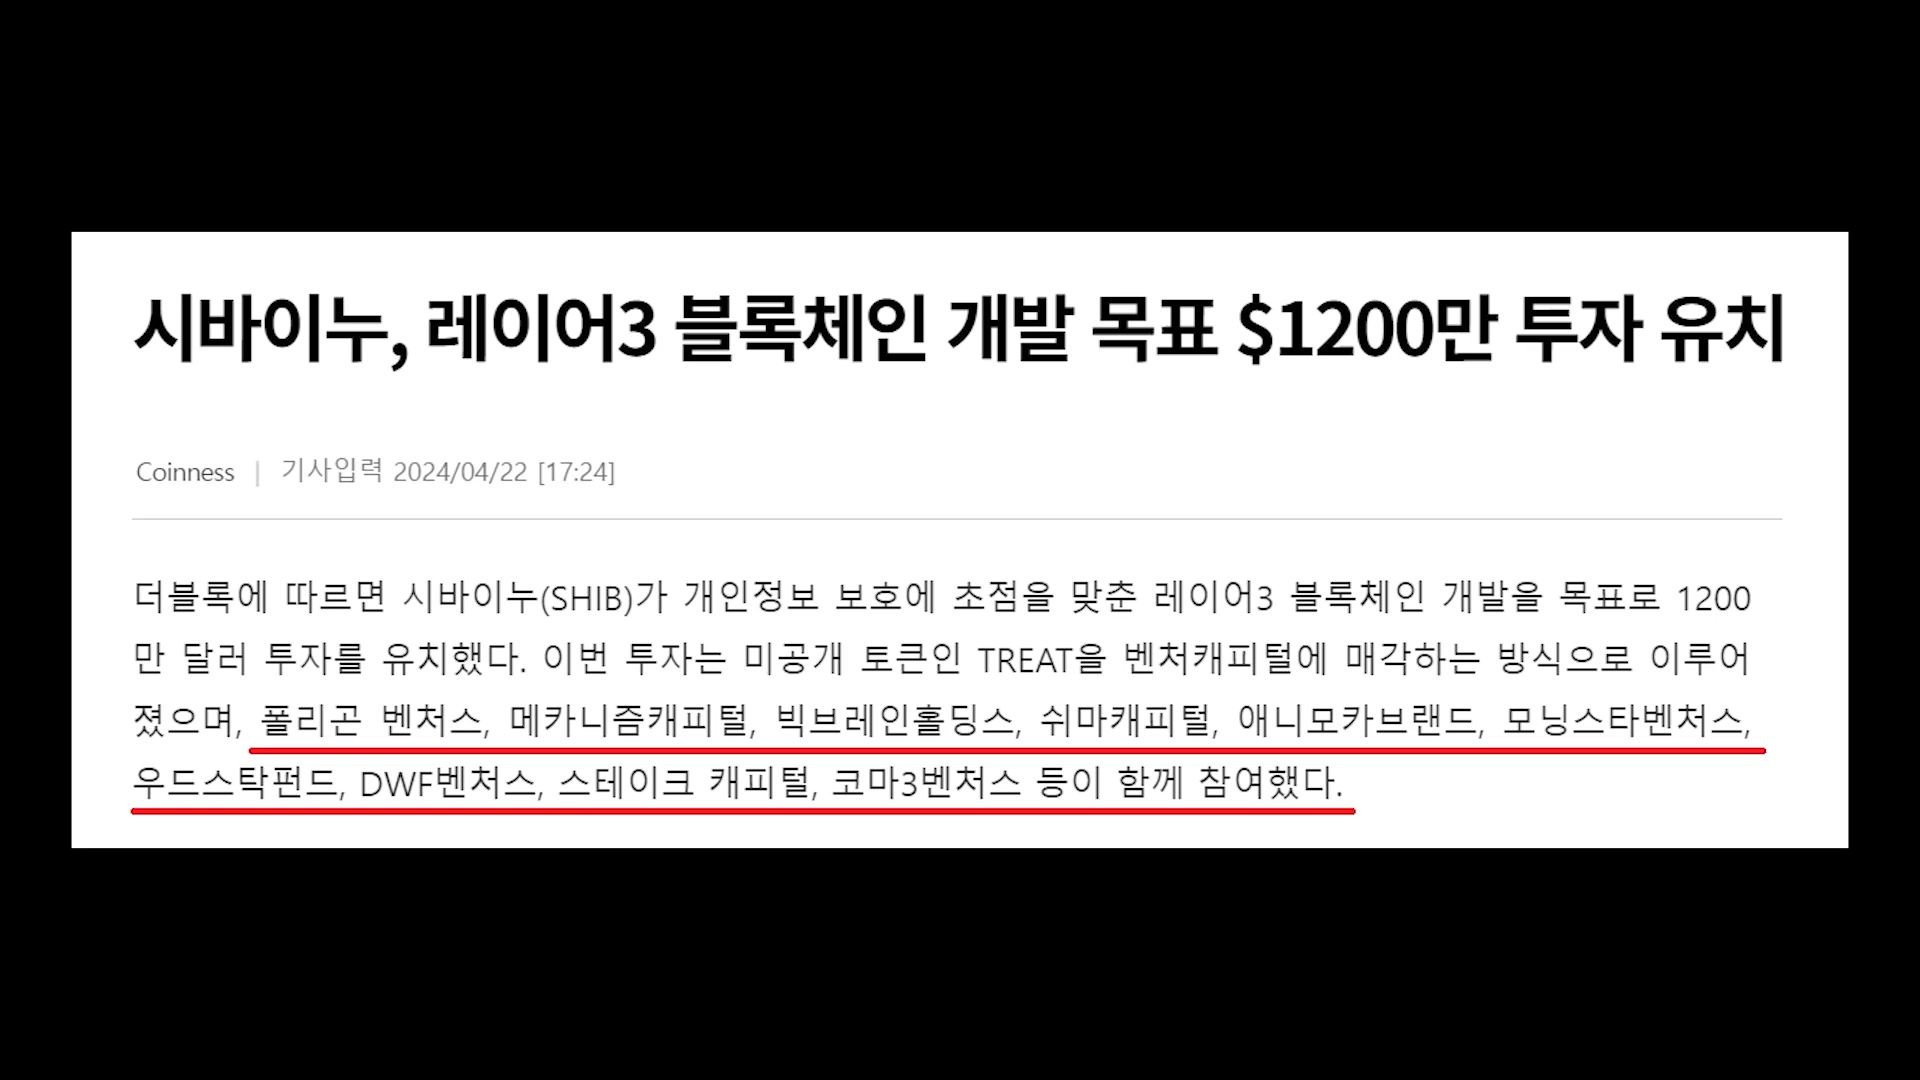 시바이누, 레이어3 블록체인 개발 목표 $1200만 투자 유치
Coinness | 기사입력 2024/04/22 [17:24]
더블록에 따르면 시바이누(SHIB)가 개인정보 보호에 초점을 맞춘 레이어3 블록체인 개발을 목표로 1200
만 달러 투자를 유치했다. 이번 투자는 미공개 토큰인 TREAT을 벤처캐피털에 매각하는 방식으로 이루어
졌으며, 폴리곤 벤처스, 메카니즘캐피털, 빅브레인홀딩스, 쉬마캐피털, 애니모카브랜드, 모닝스타벤처스,
우드스탁펀드, DWF벤처스, 스테이크 캐피털, 코마3벤처스 등이 함께 참여했다.